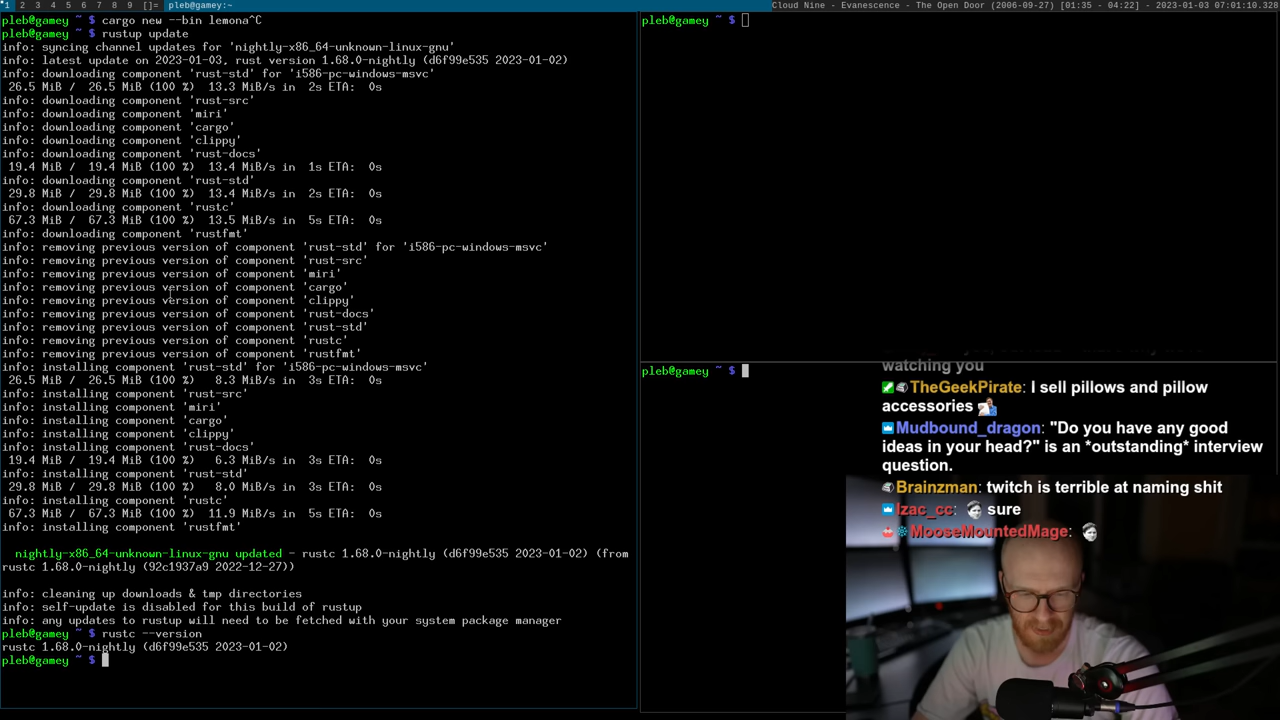 1 2 3 4 5 6 7 8 9 []= pleb@gamey:~
Cloud Nine - Evanescence - The Open Door (2006-09-27) [01:35 - 04:22] - 2023-01-03 07:01:10.328
pleb@gamey ~ $ cargo new --bin lemona^C
pleb@gamey ~ $ rustup update
info: syncing channel updates for 'nightly-x86_64-unknown-linux-gnu'
info: latest update on 2023-01-03, rust version 1.68.0-nightly (d6f99e535 2023-01-02)
info: downloading component 'rust-std' for 'i586-pc-windows-msvc'
26.5 MiB / 26.5 MiB (100 %) 13.3 MiB/s in 2s ETA: 0s
info: downloading component 'rust-src'
info: downloading component 'miri'
info: downloading component 'cargo'
info: downloading component 'clippy'
info: downloading component 'rust-docs'
19.4 MiB / 19.4 MiB (100 %) 13.4 MiB/s in 1s ETA: 0s
info: downloading component 'rust-std'
29.8 MiB / 29.8 MiB (100 %) 13.4 MiB/s in 2s ETA: 0s
info: downloading component 'rustc'
67.3 MiB / 67.3 MiB (100 %) 13.5 MiB/s in 5s ETA: 0s
info: downloading component 'rustfmt'
info: removing previous version of component 'rust-std' for 'i586-pc-windows-msvc'
info: removing previous version of component 'rust-src'
info: removing previous version of component 'miri'
info: removing previous version of component 'cargo'
info: removing previous version of component 'clippy'
info: removing previous version of component 'rust-docs'
info: removing previous version of component 'rust-std'
info: removing previous version of component 'rustc'
info: removing previous version of component 'rustfmt'
info: installing component 'rust-std' for 'i586-pc-windows-msvc'
26.5 MiB / 26.5 MiB (100 %) 8.3 MiB/s in 3s ETA: 0s
info: installing component 'rust-src'
info: installing component 'miri'
info: installing component 'cargo'
info: installing component 'clippy'
info: installing component 'rust-docs'
19.4 MiB / 19.4 MiB (100 %) 6.3 MiB/s in 3s ETA: 0s
info: installing component 'rust-std'
29.8 MiB / 29.8 MiB (100 %) 8.0 MiB/s in 3s ETA: 0s
info: installing component 'rustc'
67.3 MiB / 67.3 MiB (100 %) 11.9 MiB/s in 5s ETA: 0s
info: installing component 'rustfmt'
nightly-x86_64-unknown-linux-gnu updated - rustc 1.68.0-nightly (d6f99e535 2023-01-02) (from
rustc 1.68.0-nightly (92c1937a9 2022-12-27))
info: cleaning up downloads & tmp directories
info: self-update is disabled for this build of rustup
info: any updates to rustup will need to be fetched with your system package manager
pleb@gamey ~ $ rustc --version
rustc 1.68.0-nightly (d6f99e535 2023-01-02)
pleb@gamey ~ $
pleb@gamey ~ $
pleb@gamey ~ $
watching you
TheGeekPirate: I sell pillows and pillow
accessories
Mudbound_dragon: "Do you have any good
ideas in your head?" is an *outstanding* interview
question.
Brainzman: twitch is terrible at naming shit
Izac_cc: sure
MooseMountedMage: